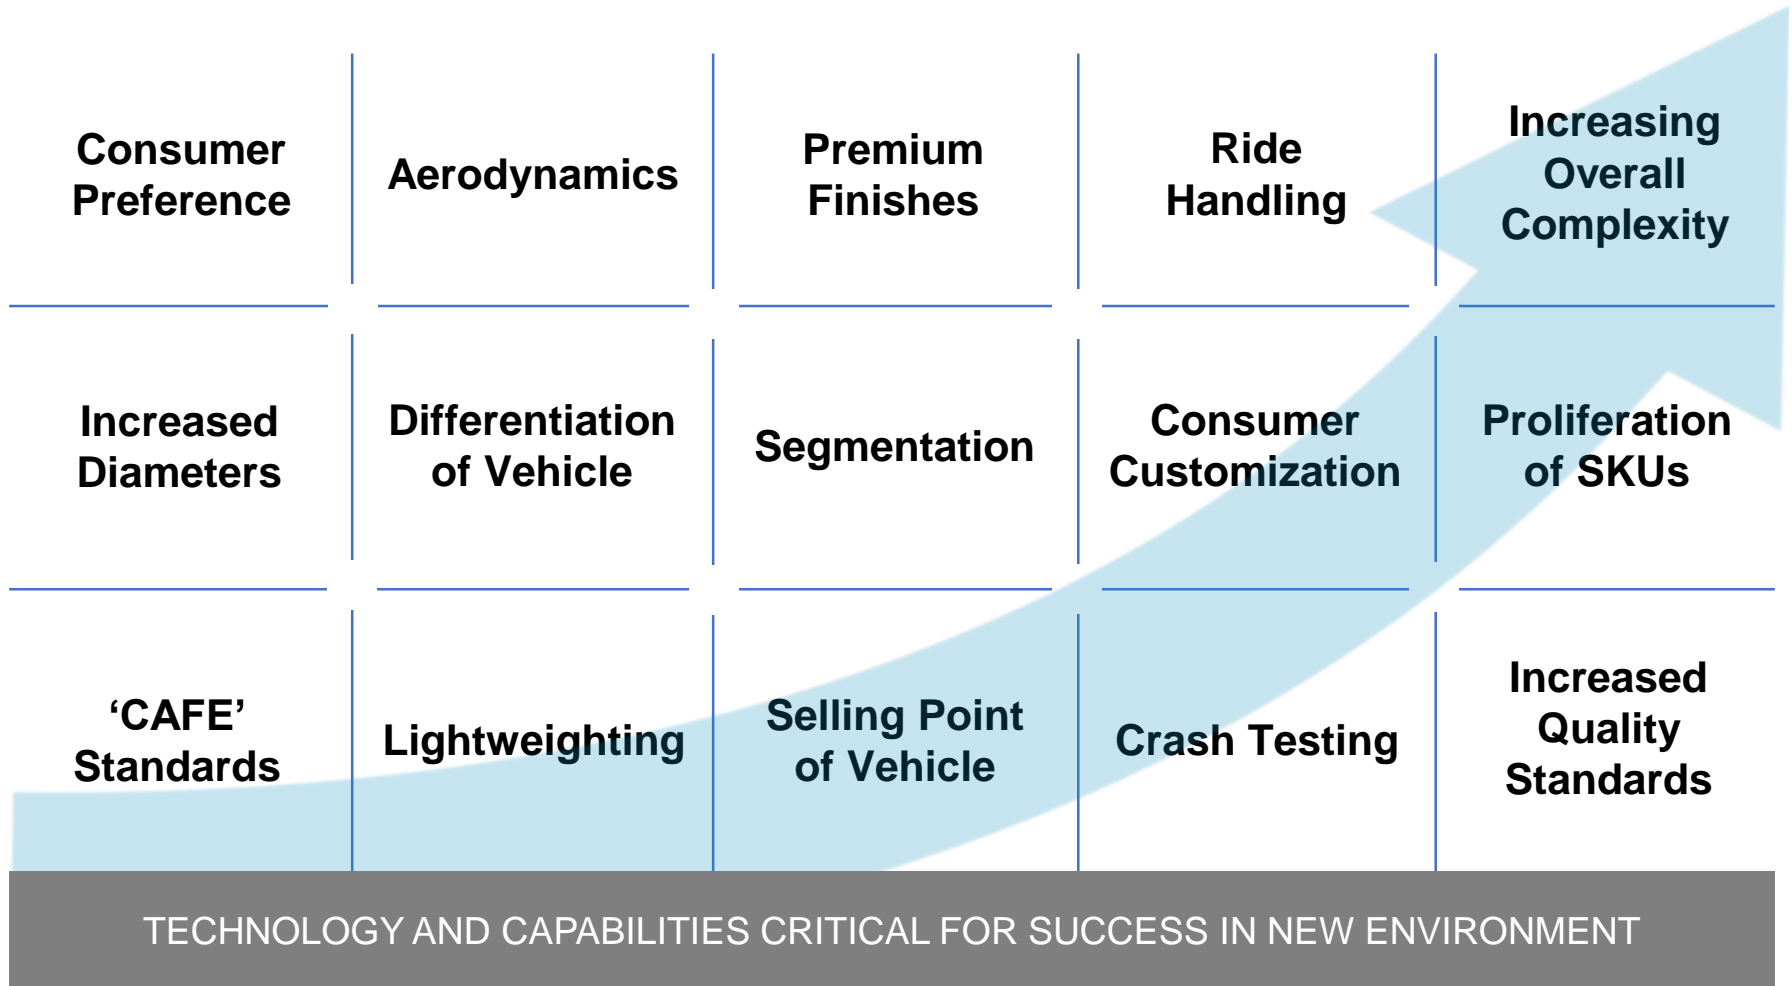 Consumer
Preference
Aerodynamics
Premium
Finishes
Ride
Handling
Increasing
Overall
Complexity
Increased
Diameters
Differentiation
of Vehicle
Segmentation
Consumer
Customization
Proliferation
of SKUs
‘CAFE’
Standards
Lightweighting
Selling Point
of Vehicle
Crash Testing
Increased
Quality
Standards
TECHNOLOGY AND CAPABILITIES CRITICAL FOR SUCCESS IN NEW ENVIRONMENT